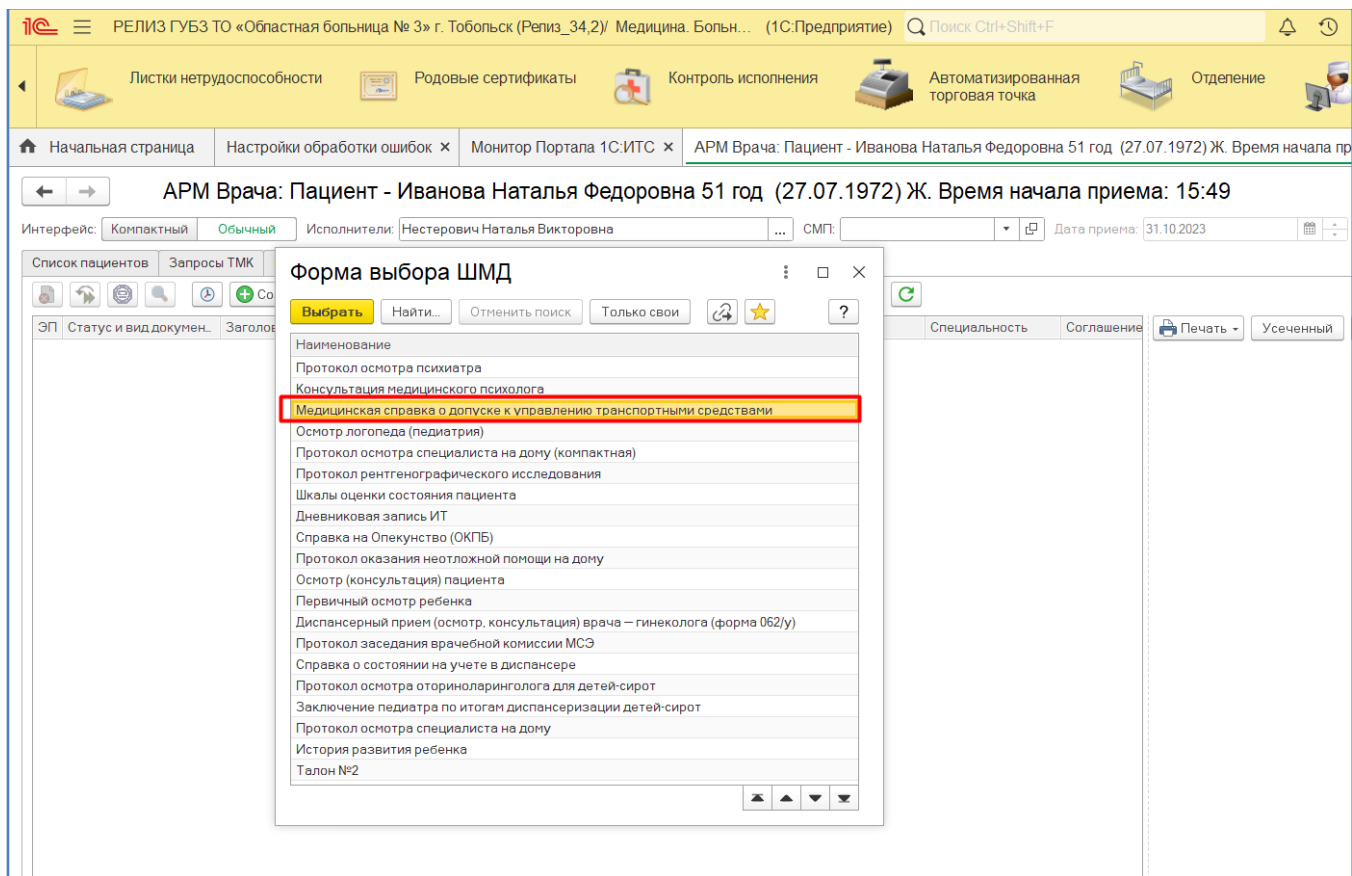 1С РЕЛИЗ ГУБЗ ТО «Областная больница № 3» г. Тобольск (Релиз_34,2)/ Медицина. Больн... (1С:Предприятие) Поиск Ctrl+Shift+F
Листки нетрудоспособности Родовые сертификаты Контроль исполнения Автоматизированная торговая точка Отделение
Начальная страница Настройки обработки ошибок × Монитор Портала 1С:ИТС × АРМ Врача: Пациент - Иванова Наталья Федоровна 51 год (27.07.1972) Ж. Время начала пр
АРМ Врача: Пациент - Иванова Наталья Федоровна 51 год (27.07.1972) Ж. Время начала приема: 15:49
Интерфейс: Компактный Обычный Исполнители: Нестерович Наталья Викторовна ... СМП: Дата приема: 31.10.2023
Список пациентов Запросы ТМК
Со
ЭП Статус и вид докумен... Заголов Специальность Соглашение Печать Усеченный
Форма выбора ШМД
Выбрать Найти... Отменить поиск Только свои ?
Наименование
Протокол осмотра психиатра
Консультация медицинского психолога
Медицинская справка о допуске к управлению транспортными средствами
Осмотр логопеда (педиатрия)
Протокол осмотра специалиста на дому (компактная)
Протокол рентгенографического исследования
Шкалы оценки состояния пациента
Дневниковая запись ИТ
Справка на Опекунство (ОКПБ)
Протокол оказания неотложной помощи на дому
Осмотр (консультация) пациента
Первичный осмотр ребенка
Диспансерный прием (осмотр, консультация) врача – гинеколога (форма 062/у)
Протокол заседания врачебной комиссии МСЭ
Справка о состоянии на учете в диспансере
Протокол осмотра оториноларинголога для детей-сирот
Заключение педиатра по итогам диспансеризации детей-сирот
Протокол осмотра специалиста на дому
История развития ребенка
Талон №2